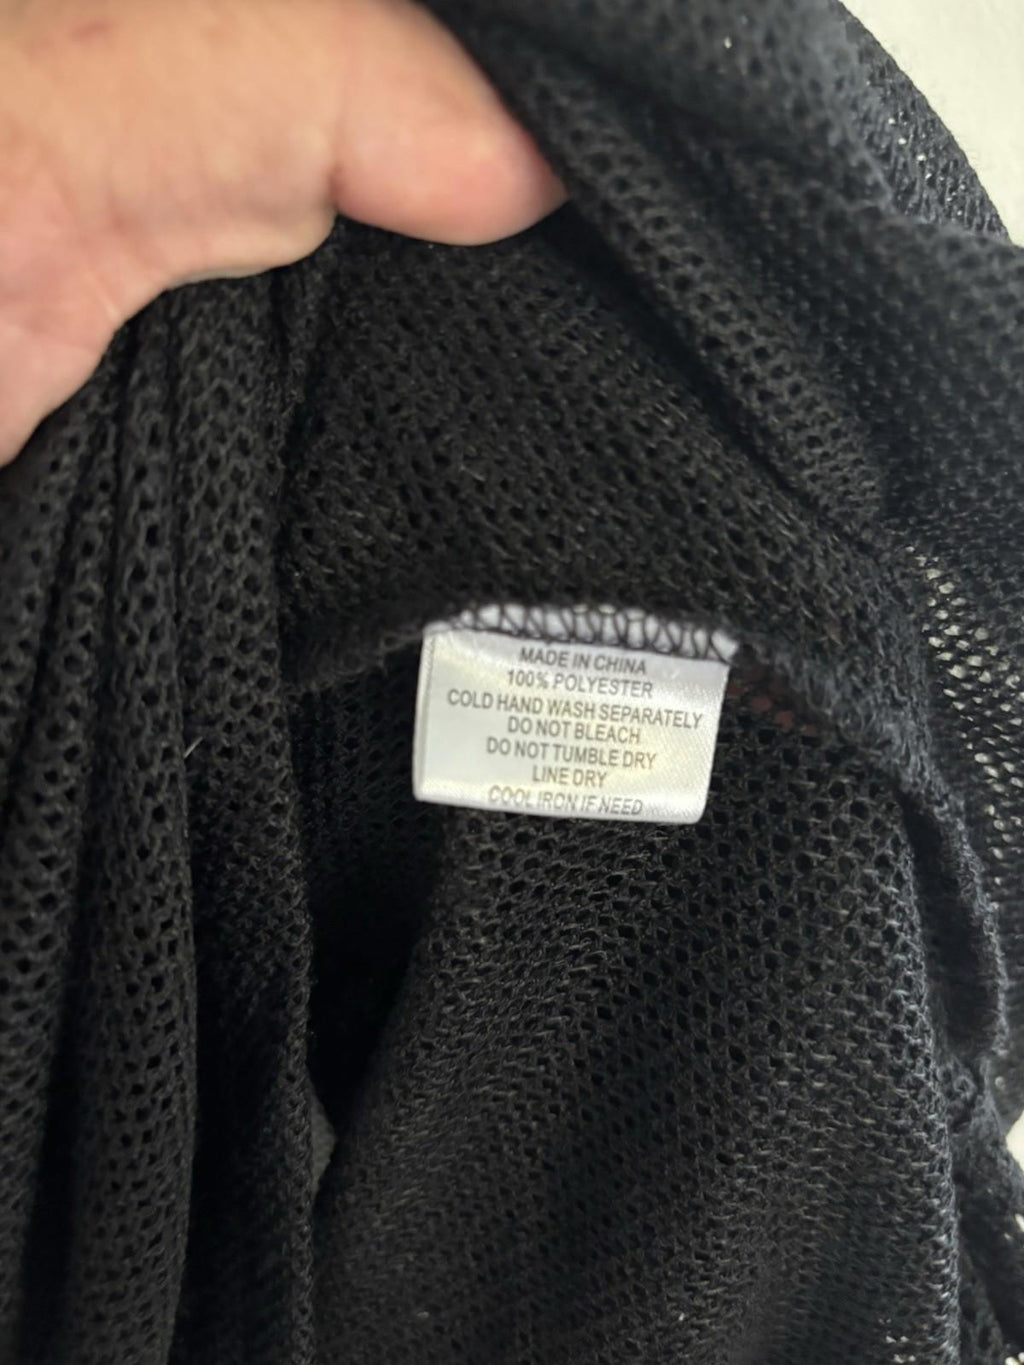 MADE IN CHINA
100% POLYESTER
COLD HAND WASH SEPARATELY
DO NOT BLEACH
DO NOT TUMBLE DRY
LINE DRY
COOL IRON IF NEED